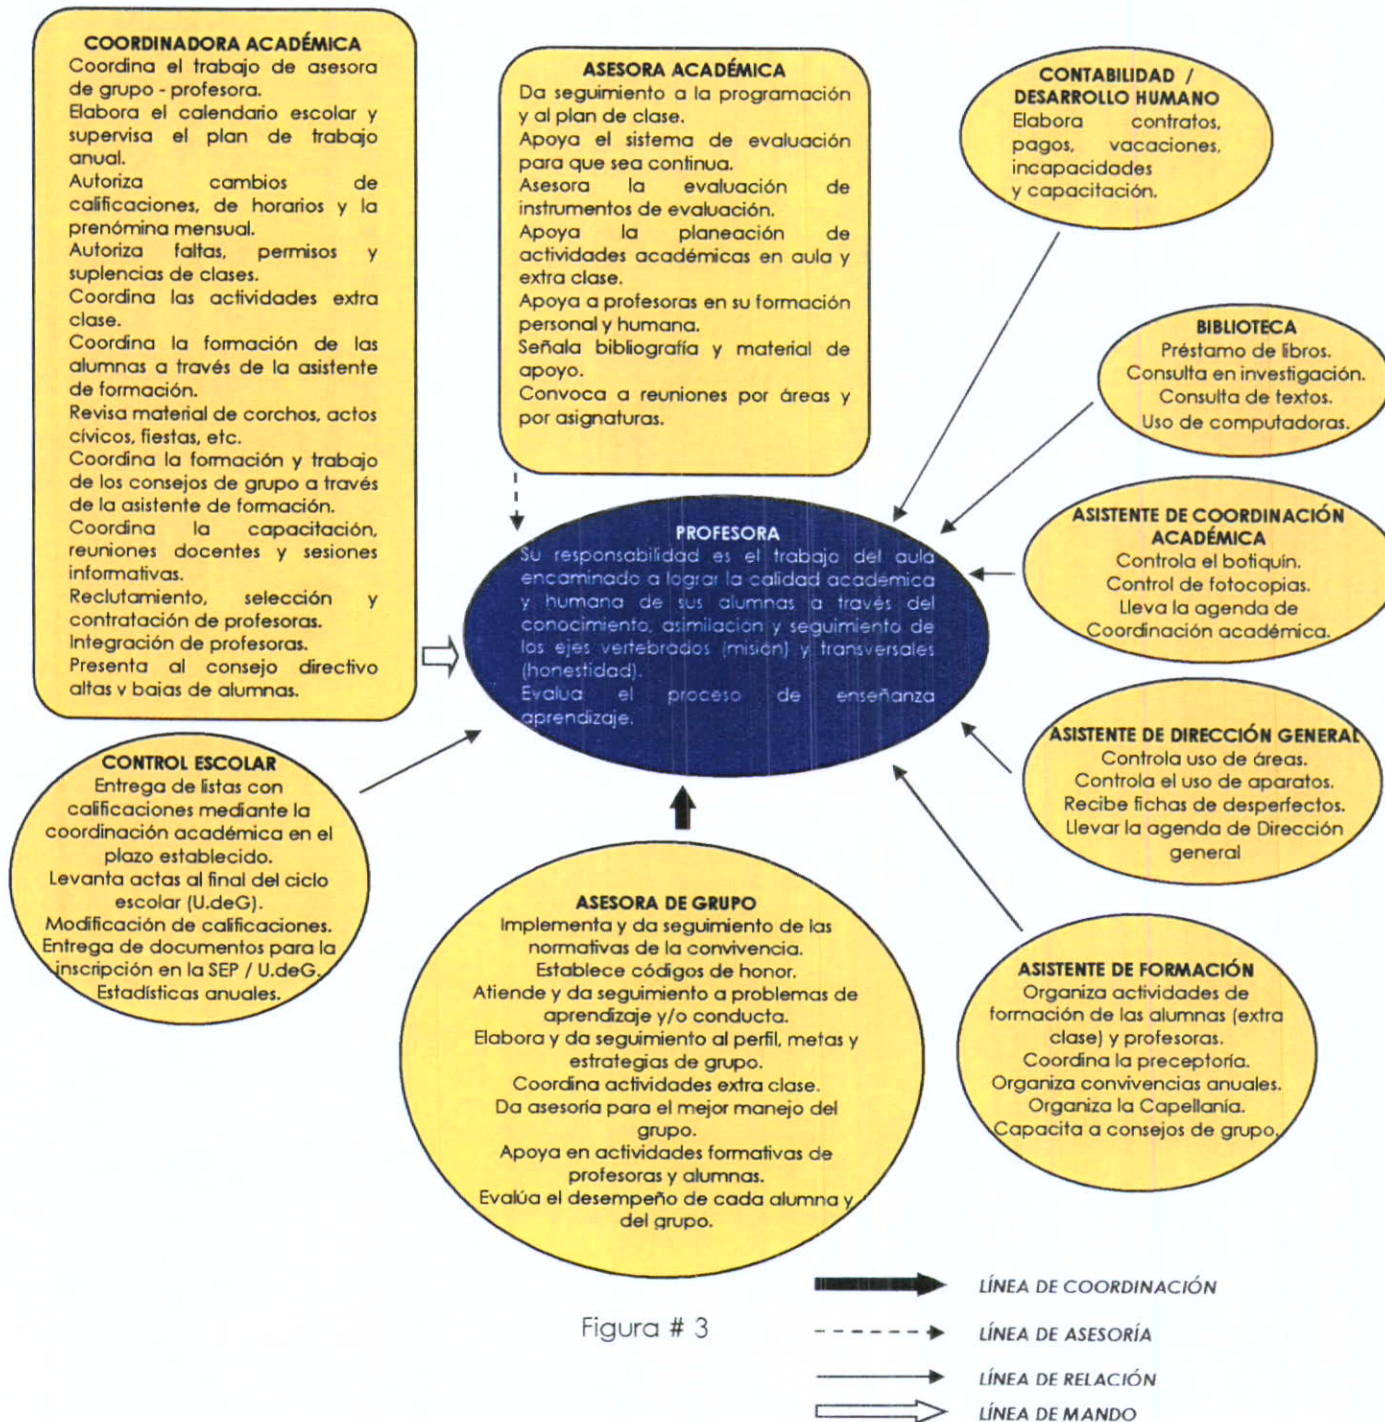 COORDINADORA ACADÉMICA
Coordina el trabajo de asesora
de grupo - profesora.
Elabora el calendario escolar y
supervisa el plan de trabajo
anual.
Autoriza cambios de
calificaciones, de horarios y la
prenómina mensual.
Autoriza faltas, permisos y
suplencias de clases.
Coordina las actividades extra
clase.
Coordina la formación de las
alumnas a través de la asistente
de formación.
Revisa material de corchos, actos
cívicos, fiestas, etc.
Coordina la formación y trabajo
de los consejos de grupo a través
de la asistente de formación.
Coordina la capacitación,
reuniones docentes y sesiones
informativas.
Reclutamiento, selección y
contratación de profesoras.
Integración de profesoras.
Presenta al consejo directivo
altas y bajas de alumnas.
ASESORA ACADÉMICA
Da seguimiento a la programación
y al plan de clase.
Apoya el sistema de evaluación
para que sea continua.
Asesora la evaluación de
instrumentos de evaluación.
Apoya la planeación de
actividades académicas en aula y
extra clase.
Apoya a profesoras en su formación
personal y humana.
Señala bibliografía y material de
apoyo.
Convoca a reuniones por áreas y
por asignaturas.
CONTABILIDAD /
DESARROLLO HUMANO
Elabora contratos,
pagos, vacaciones,
incapacidades
y capacitación.
BIBLIOTECA
Préstamo de libros.
Consulta en investigación.
Consulta de textos.
Uso de computadoras.
PROFESORA
Su responsabilidad es el trabajo del aula
encaminado a lograr la calidad académica
y humana de sus alumnas a través del
conocimiento, asimilación y seguimiento de
los ejes vertebrados (misión) y transversales
(honestidad).
Evalua el proceso de enseñanza
aprendizaje.
ASISTENTE DE COORDINACIÓN
ACADÉMICA
Controla el botiquín.
Control de fotocopias.
Lleva la agenda de
Coordinación académica.
ASISTENTE DE DIRECCIÓN GENERAL
Controla uso de áreas.
Controla el uso de aparatos.
Recibe fichas de desperfectos.
Llevar la agenda de Dirección
general
CONTROL ESCOLAR
Entrega de listas con
calificaciones mediante la
coordinación académica en el
plazo establecido.
Levanta actas al final del ciclo
escolar (U.deG).
Modificación de calificaciones.
Entrega de documentos para la
inscripción en la SEP / U.deG.
Estadísticas anuales.
ASESORA DE GRUPO
Implementa y da seguimiento de las
normativas de la convivencia.
Establece códigos de honor.
Atiende y da seguimiento a problemas de
aprendizaje y/o conducta.
Elabora y da seguimiento al perfil, metas y
estrategias de grupo.
Coordina actividades extra clase.
Da asesoría para el mejor manejo del
grupo.
Apoya en actividades formativas de
profesoras y alumnas.
Evalúa el desempeño de cada alumna y
del grupo.
ASISTENTE DE FORMACIÓN
Organiza actividades de
formación de las alumnas (extra
clase) y profesoras.
Coordina la preceptoría.
Organiza convivencias anuales.
Organiza la Capellanía.
Capacita a consejos de grupo.
LÍNEA DE COORDINACIÓN
Figura # 3
LÍNEA DE ASESORÍA
LÍNEA DE RELACIÓN
LÍNEA DE MANDO